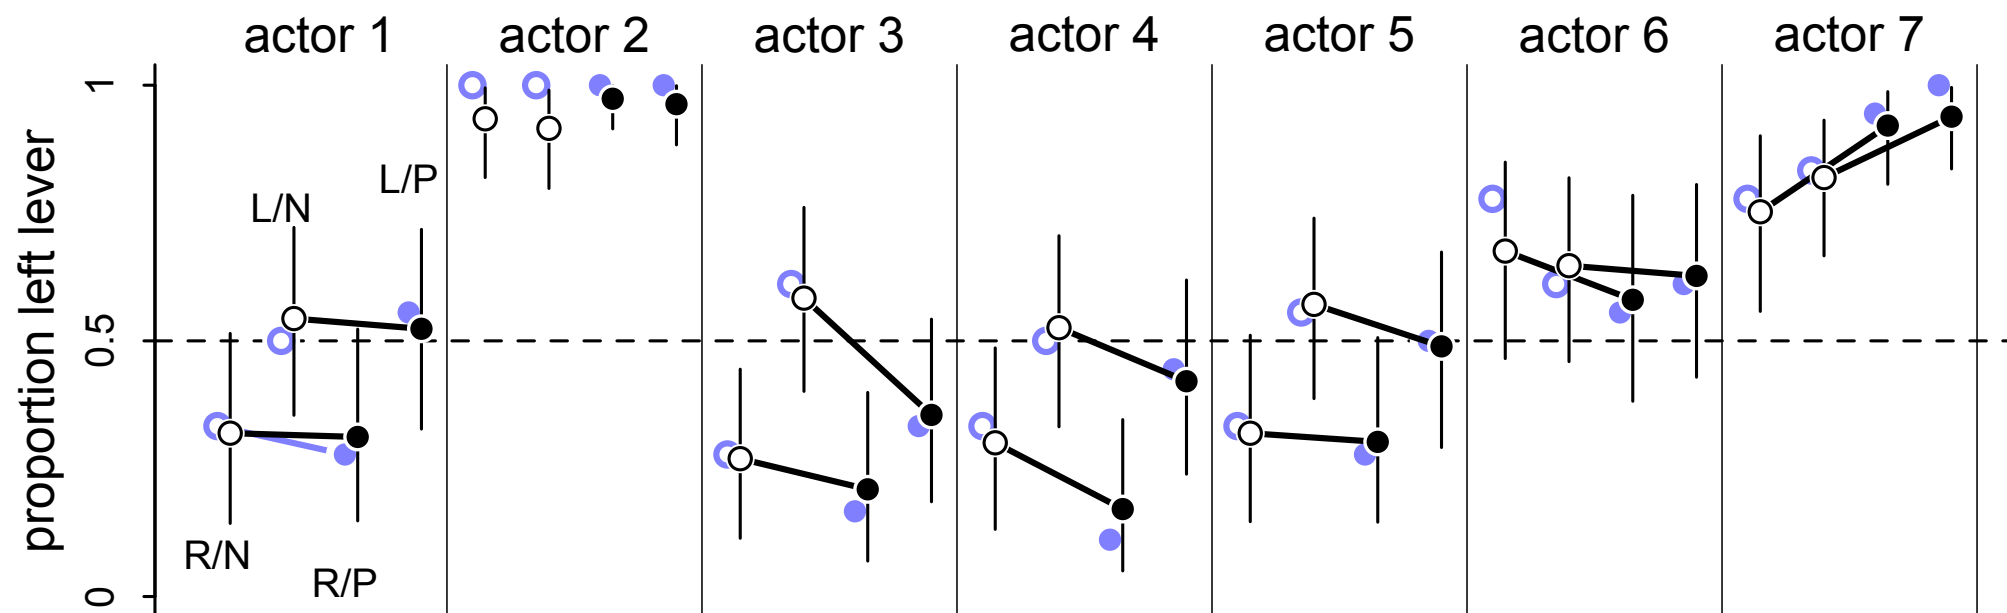 actor 1
actor 2
actor 3
actor 4
actor 5
actor 6
actor 7
proportion left lever
1
0.5
0
L/N
L/P
R/N
R/P